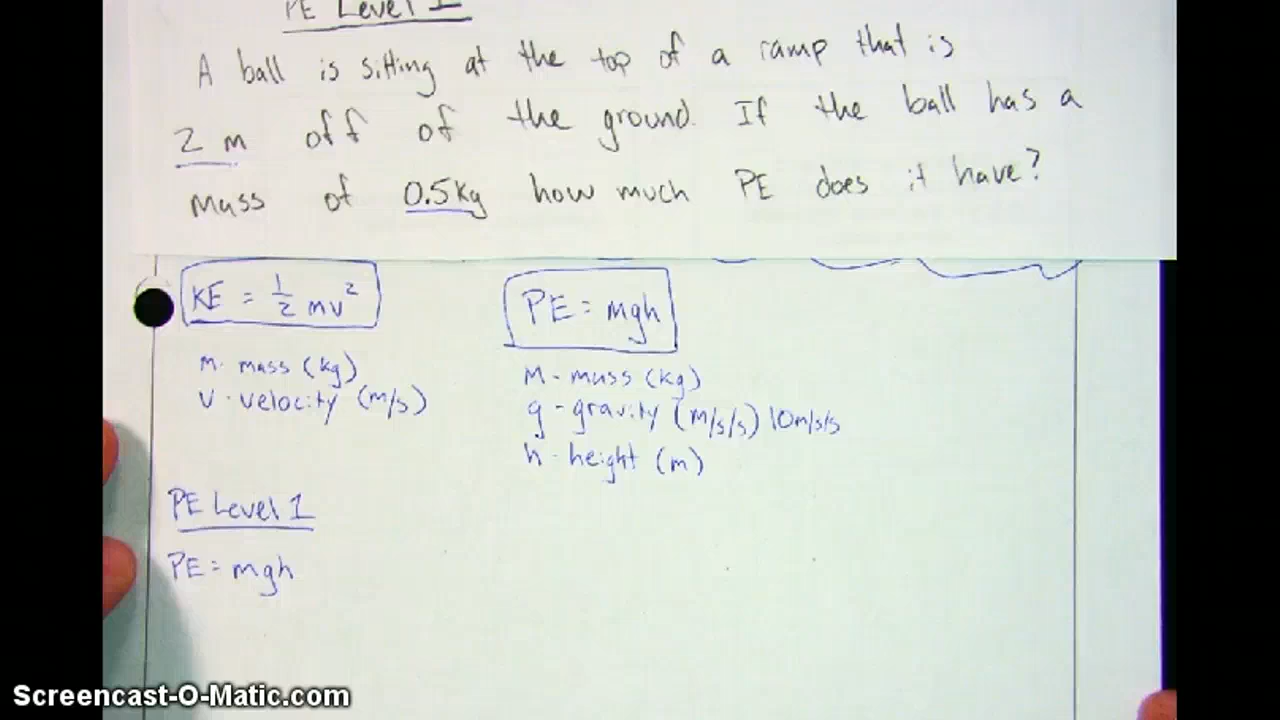 PE Level 1
A ball is sitting at the top of a ramp that is
2 m off of the ground. If the ball has a
mass of 0.5kg how much PE does it have?
KE = 1/2 mv²
PE = mgh
m - mass (kg)
v - velocity (m/s)
m - mass (kg)
g - gravity (m/s/s) 10m/s/s
h - height (m)
PE Level 1
PE = mgh
Screencast-O-Matic.com